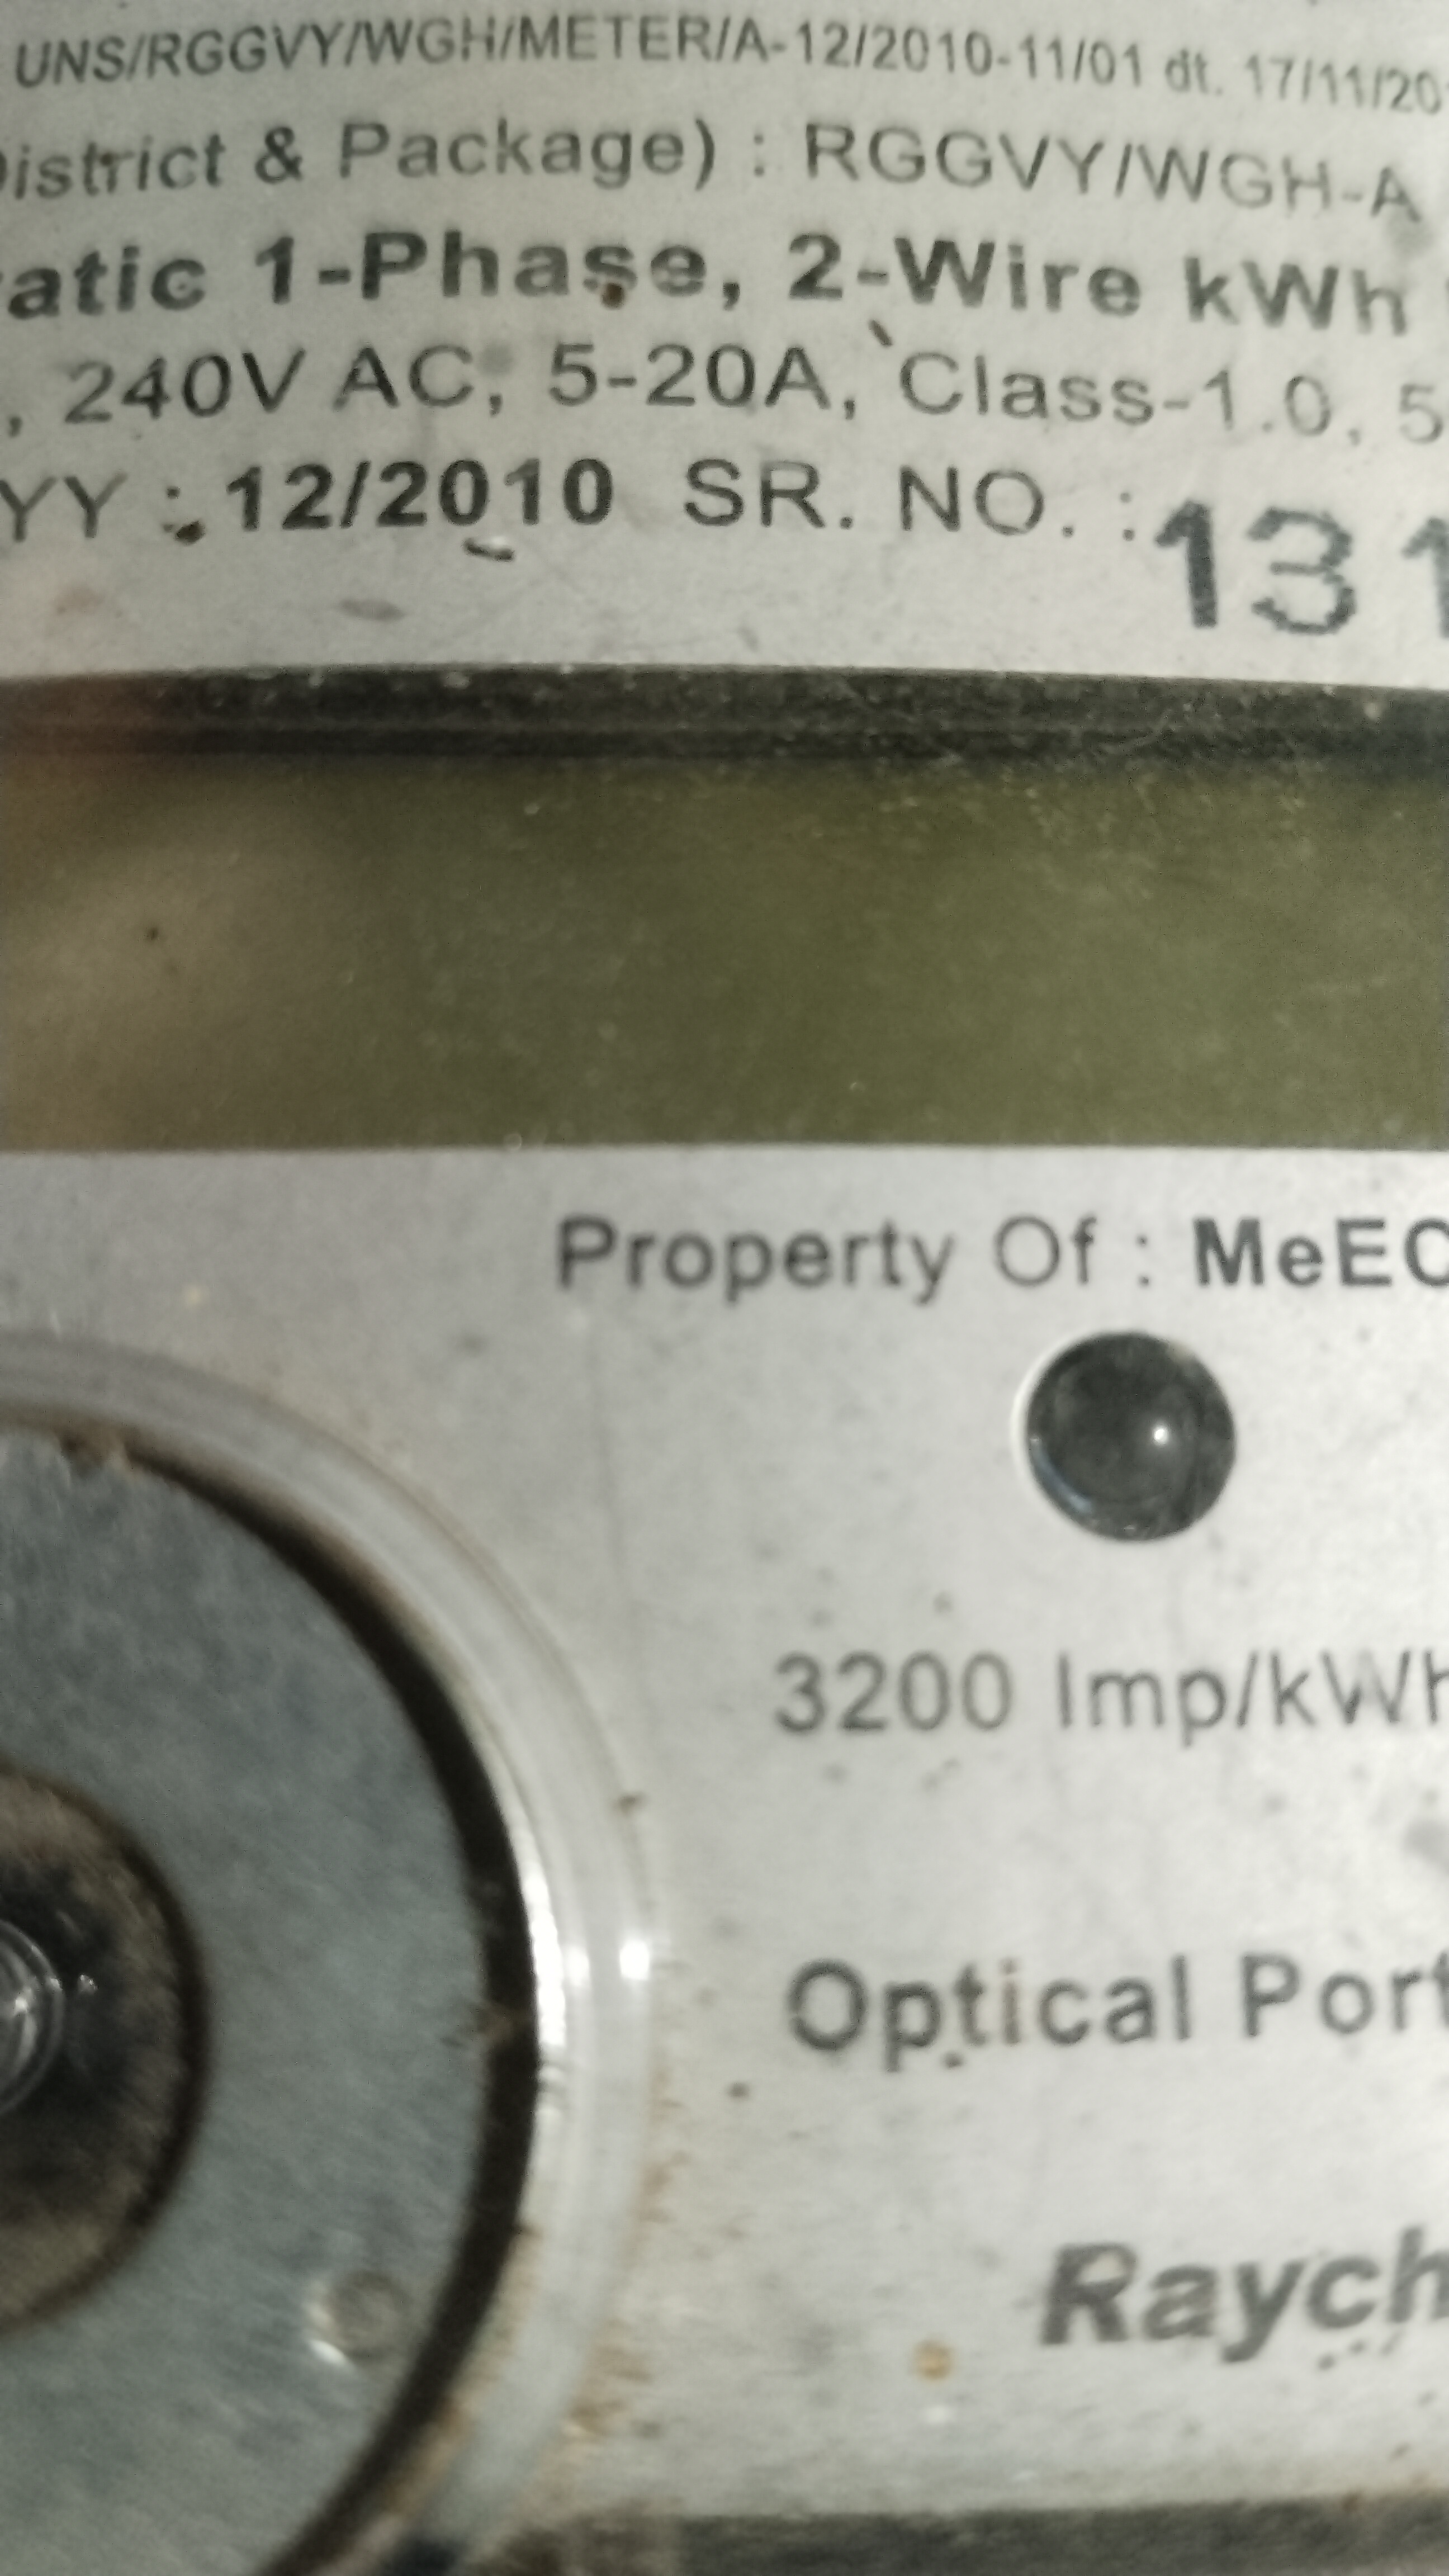 UNS/RGGVY/WGH/METER/A-12/2010-11/01 dt. 17/11/20
District & Package) : RGGVY/WGH-A
atic 1-Phase, 2-Wire kWh
, 240V AC, 5-20A, Class-1.0, 5
YY : 12/2010 SR. NO. : 131
Property Of : MeEC
3200 Imp/kWh
Optical Port
Raych